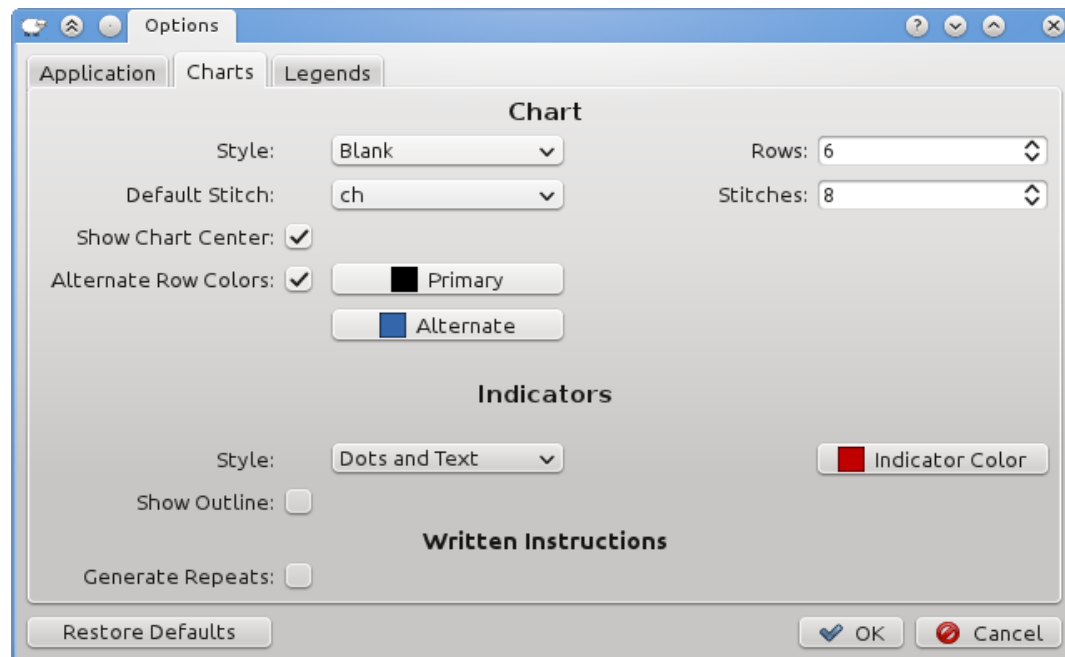 Options
Application Charts Legends
Chart
Style: Blank Rows: 6
Default Stitch: ch Stitches: 8
Show Chart Center:
Alternate Row Colors: Primary
Alternate
Indicators
Style: Dots and Text Indicator Color
Show Outline:
Written Instructions
Generate Repeats:
Restore Defaults OK Cancel